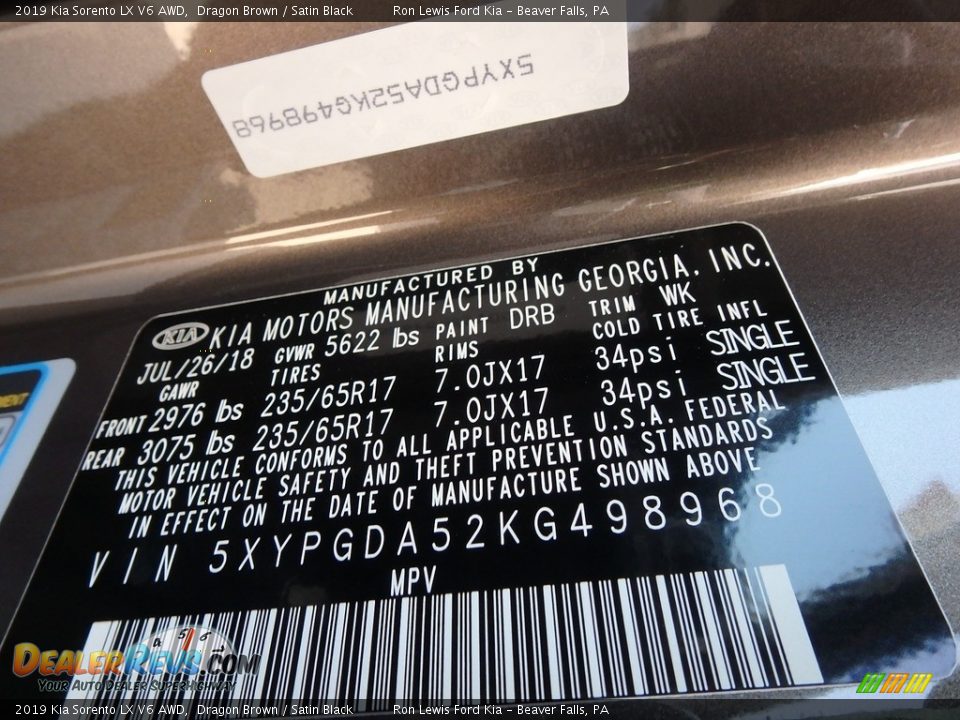 2019 Kia Sorento LX V6 AWD, Dragon Brown / Satin Black Ron Lewis Ford Kia - Beaver Falls, PA
5XYPGDA52KG498968
MANUFACTURED BY
KIA KIA MOTORS MANUFACTURING GEORGIA, INC.
JUL/26/18 GVWR 5622 lbs PAINT DRB TRIM WK
GAWR TIRES RIMS COLD TIRE INFL
FRONT 2976 lbs 235/65R17 7.0JX17 34psi SINGLE
REAR 3075 lbs 235/65R17 7.0JX17 34psi SINGLE
THIS VEHICLE CONFORMS TO ALL APPLICABLE U.S.A. FEDERAL
MOTOR VEHICLE SAFETY AND THEFT PREVENTION STANDARDS
IN EFFECT ON THE DATE OF MANUFACTURE SHOWN ABOVE
VIN 5XYPGDA52KG498968
MPV
DEALERREVS.COM
YOUR AUTO DEALER SUPERHIGHWAY
2019 Kia Sorento LX V6 AWD, Dragon Brown / Satin Black Ron Lewis Ford Kia - Beaver Falls, PA